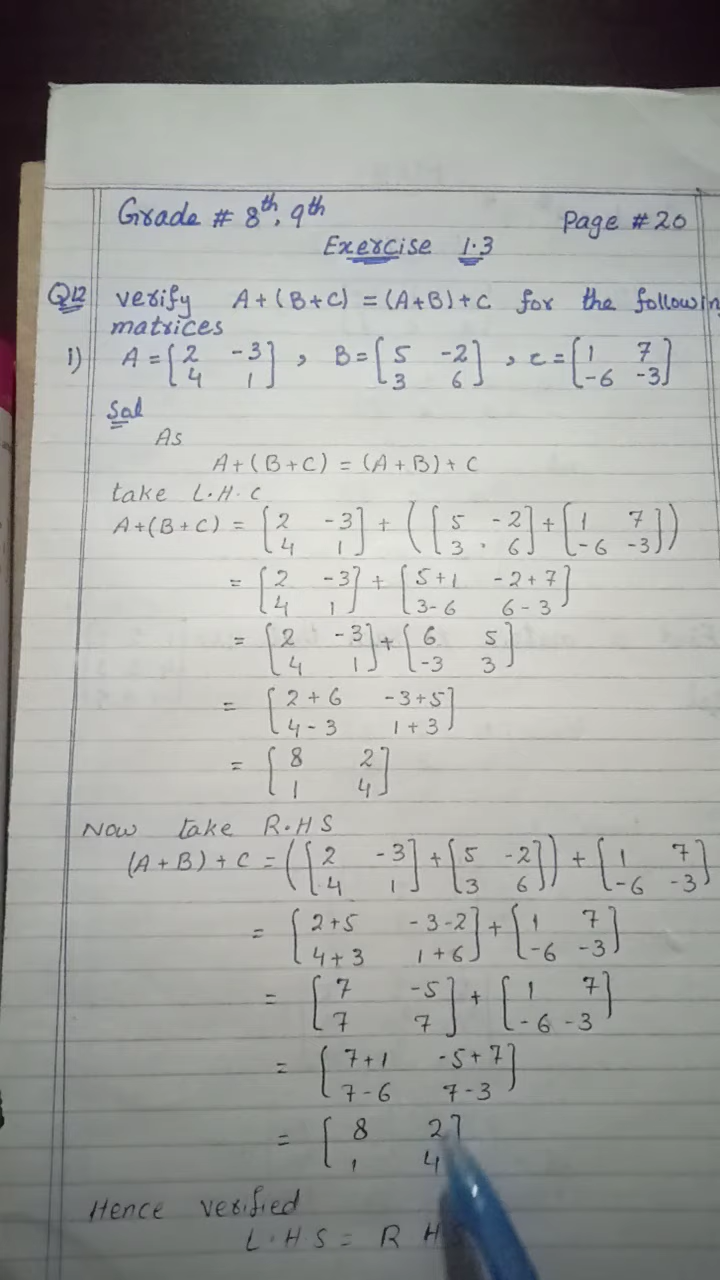 Grade # 8th, 9th Page # 20
Exercise 1.3
Q12 verify A+(B+C) = (A+B)+C for the followin
matrices
i) A = [2 -3 , B = [5 -2 , C = [1 7
4 1] 3 6] -6 -3]
Sol
As
A+(B+C) = (A+B)+C
take L.H.C
A+(B+C) = [2 -3 + ([5 -2 + [1 7
4 1] 3 . 6] -6 -3])
= [2 -3 + [5+1 -2+7
4 1] 3-6 6-3]
= [2 -3 + [6 5
4 1] -3 3]
= [2+6 -3+5
4-3 1+3]
= [8 2
1 4]
Now take R.H.S
(A+B)+C = ([2 -3 + [5 -2 + [1 7
4 1] 3 6]) -6 -3]
= [2+5 -3-2 + [1 7
4+3 1+6] -6 -3]
= [7 -5 + [1 7
7 7] -6 -3]
= [7+1 -5+7
7-6 7-3]
= [8 2]
1 4
Hence verified
L.H.S = R H